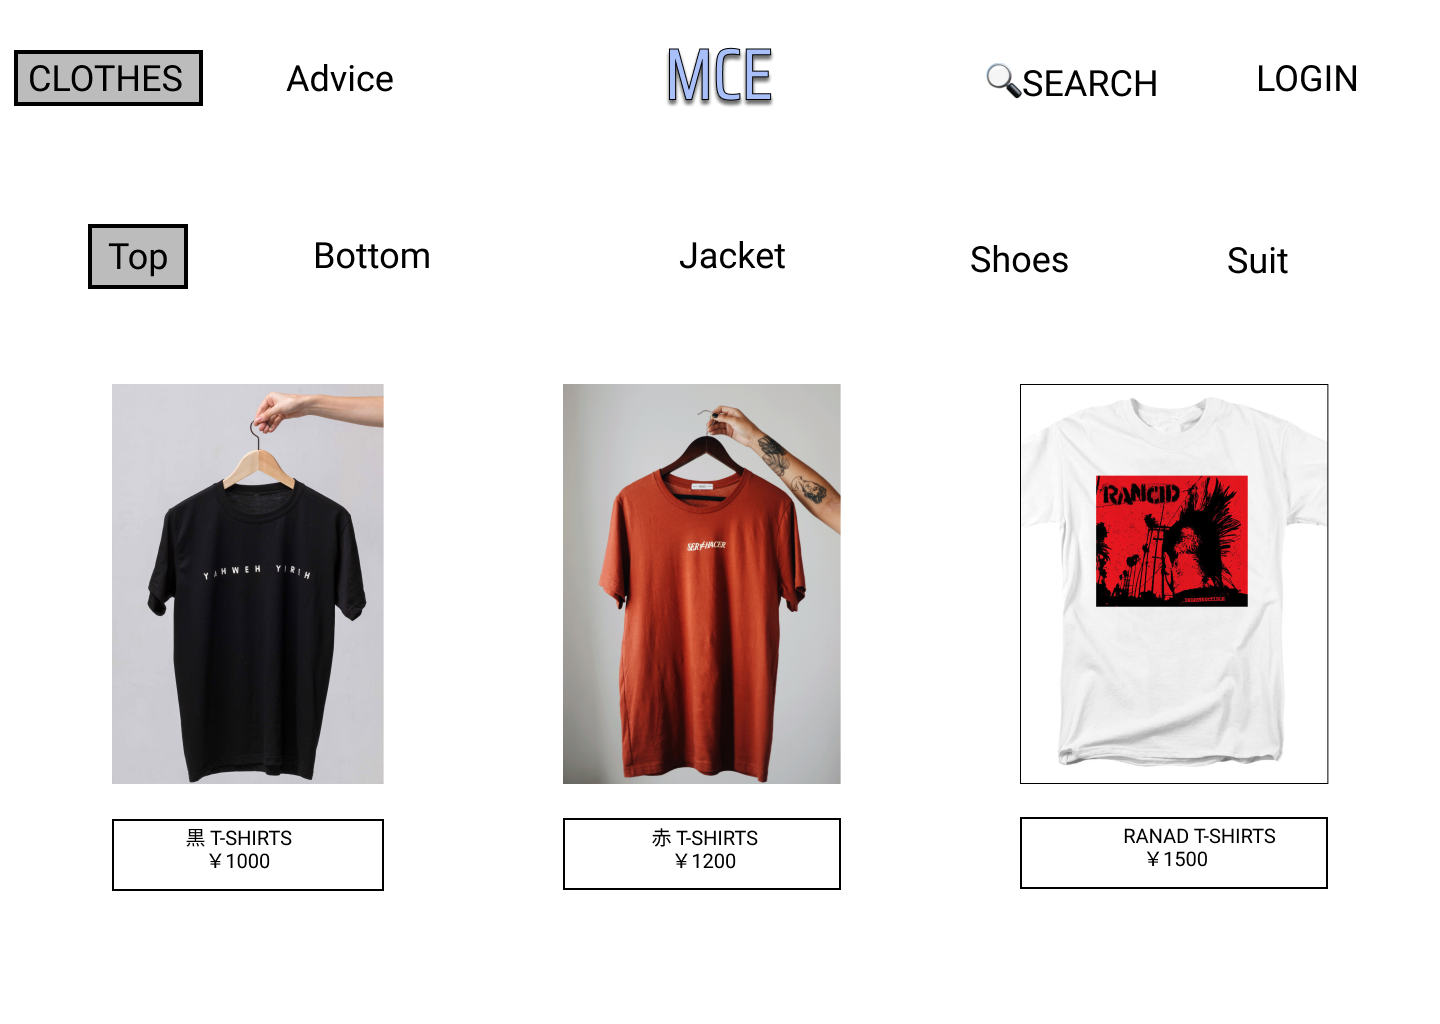 CLOTHES
Advice
MCE
SEARCH
LOGIN
Top
Bottom
Jacket
Shoes
Suit
YAHWEH YIREH
SER≠HACER
RANCID
黒 T-SHIRTS
￥1000
赤 T-SHIRTS
￥1200
RANAD T-SHIRTS
￥1500